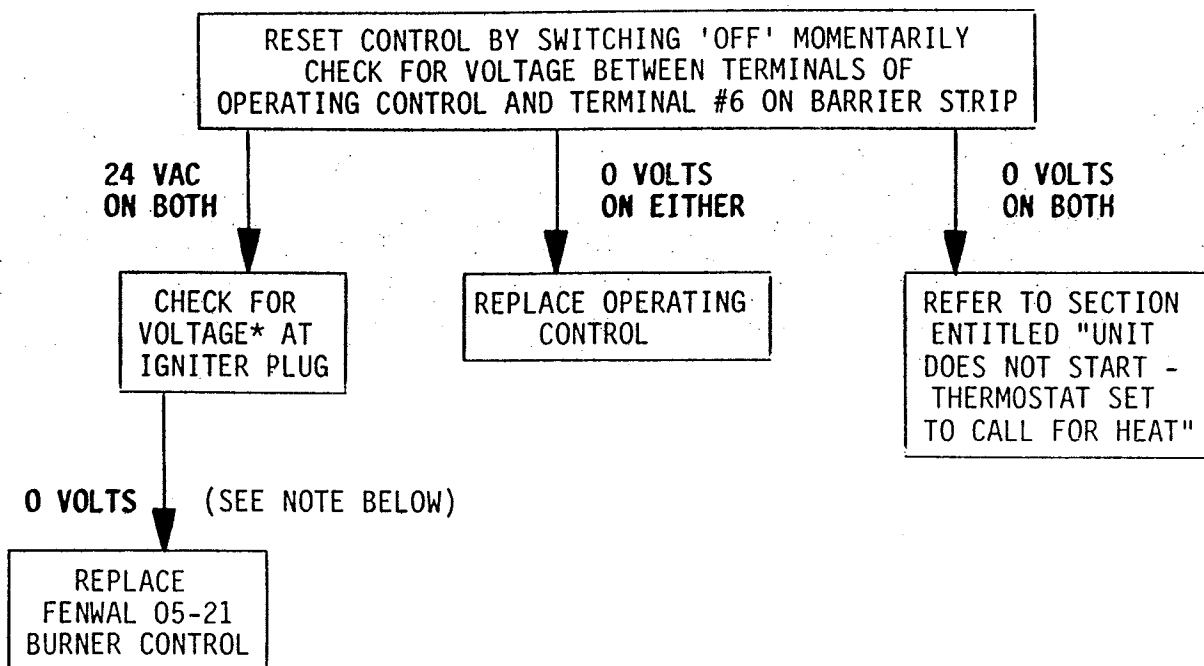 RESET CONTROL BY SWITCHING 'OFF' MOMENTARILY
CHECK FOR VOLTAGE BETWEEN TERMINALS OF
OPERATING CONTROL AND TERMINAL #6 ON BARRIER STRIP
24 VAC
ON BOTH
0 VOLTS
ON EITHER
0 VOLTS
ON BOTH
CHECK FOR
VOLTAGE* AT
IGNITER PLUG
REPLACE OPERATING
CONTROL
REFER TO SECTION
ENTITLED "UNIT
DOES NOT START -
THERMOSTAT SET
TO CALL FOR HEAT"
0 VOLTS (SEE NOTE BELOW)
REPLACE
FENWAL 05-21
BURNER CONTROL